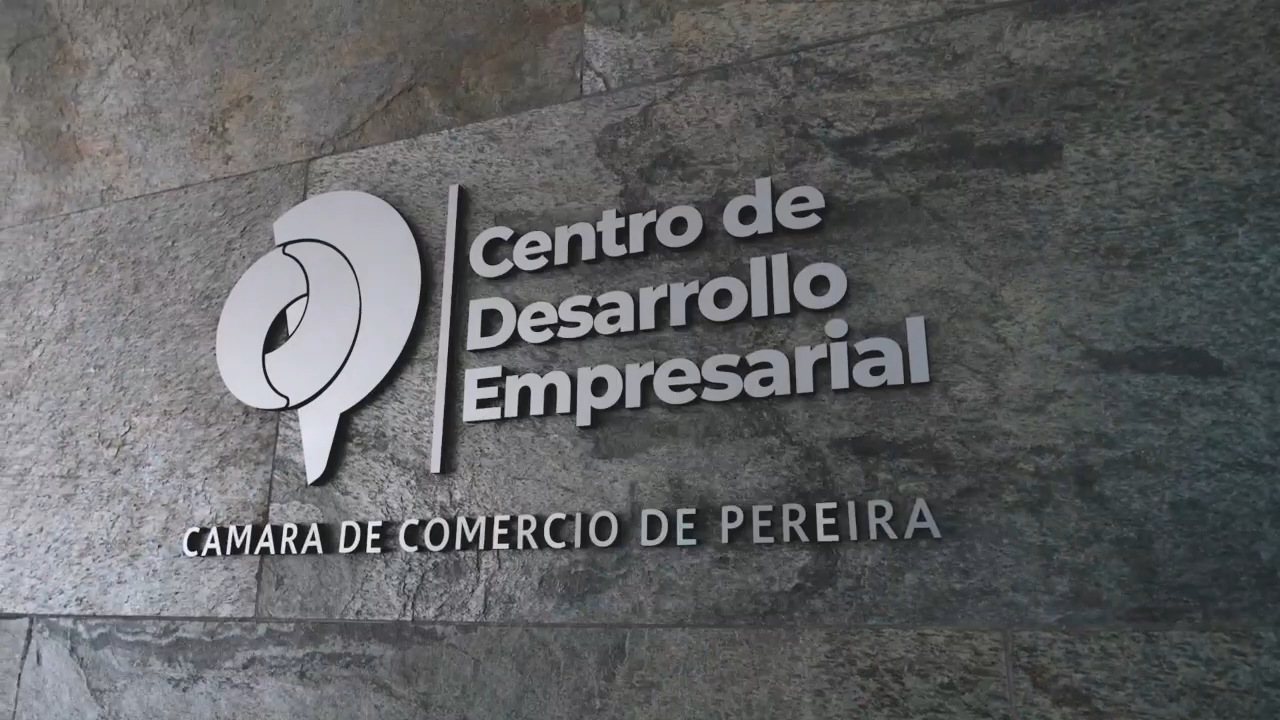 Centro de
Desarrollo
Empresarial
CAMARA DE COMERCIO DE PEREIRA